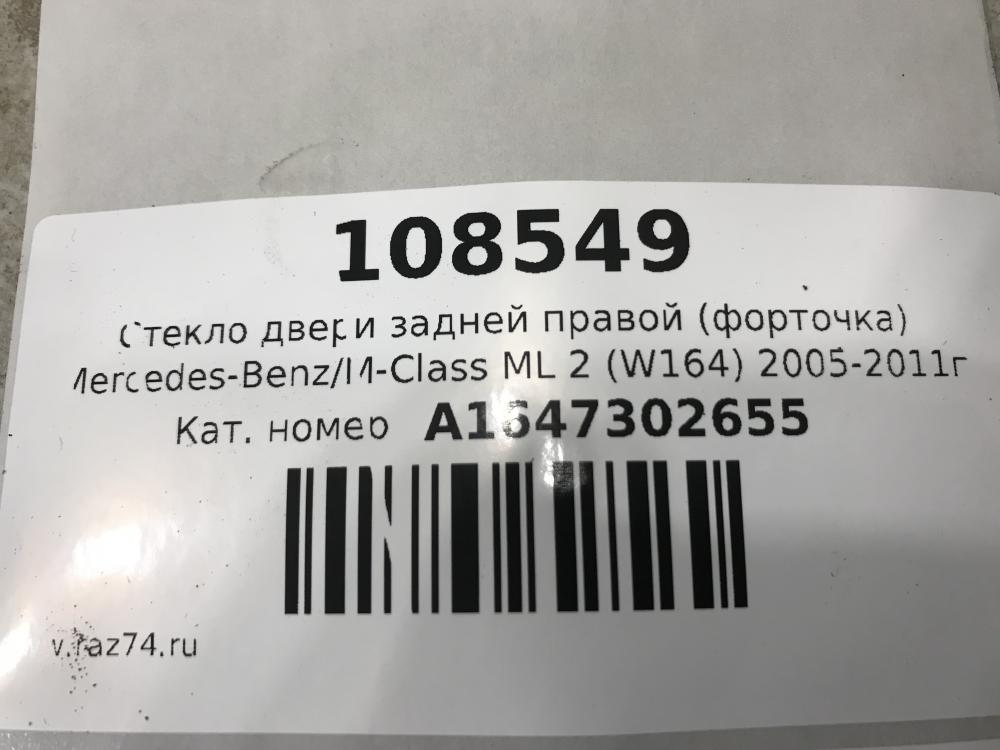 108549
Стекло двери задней правой (форточка)
Mercedes-Benz/M-Class ML 2 (W164) 2005-2011г
Кат. номер A1647302655
v.raz74.ru